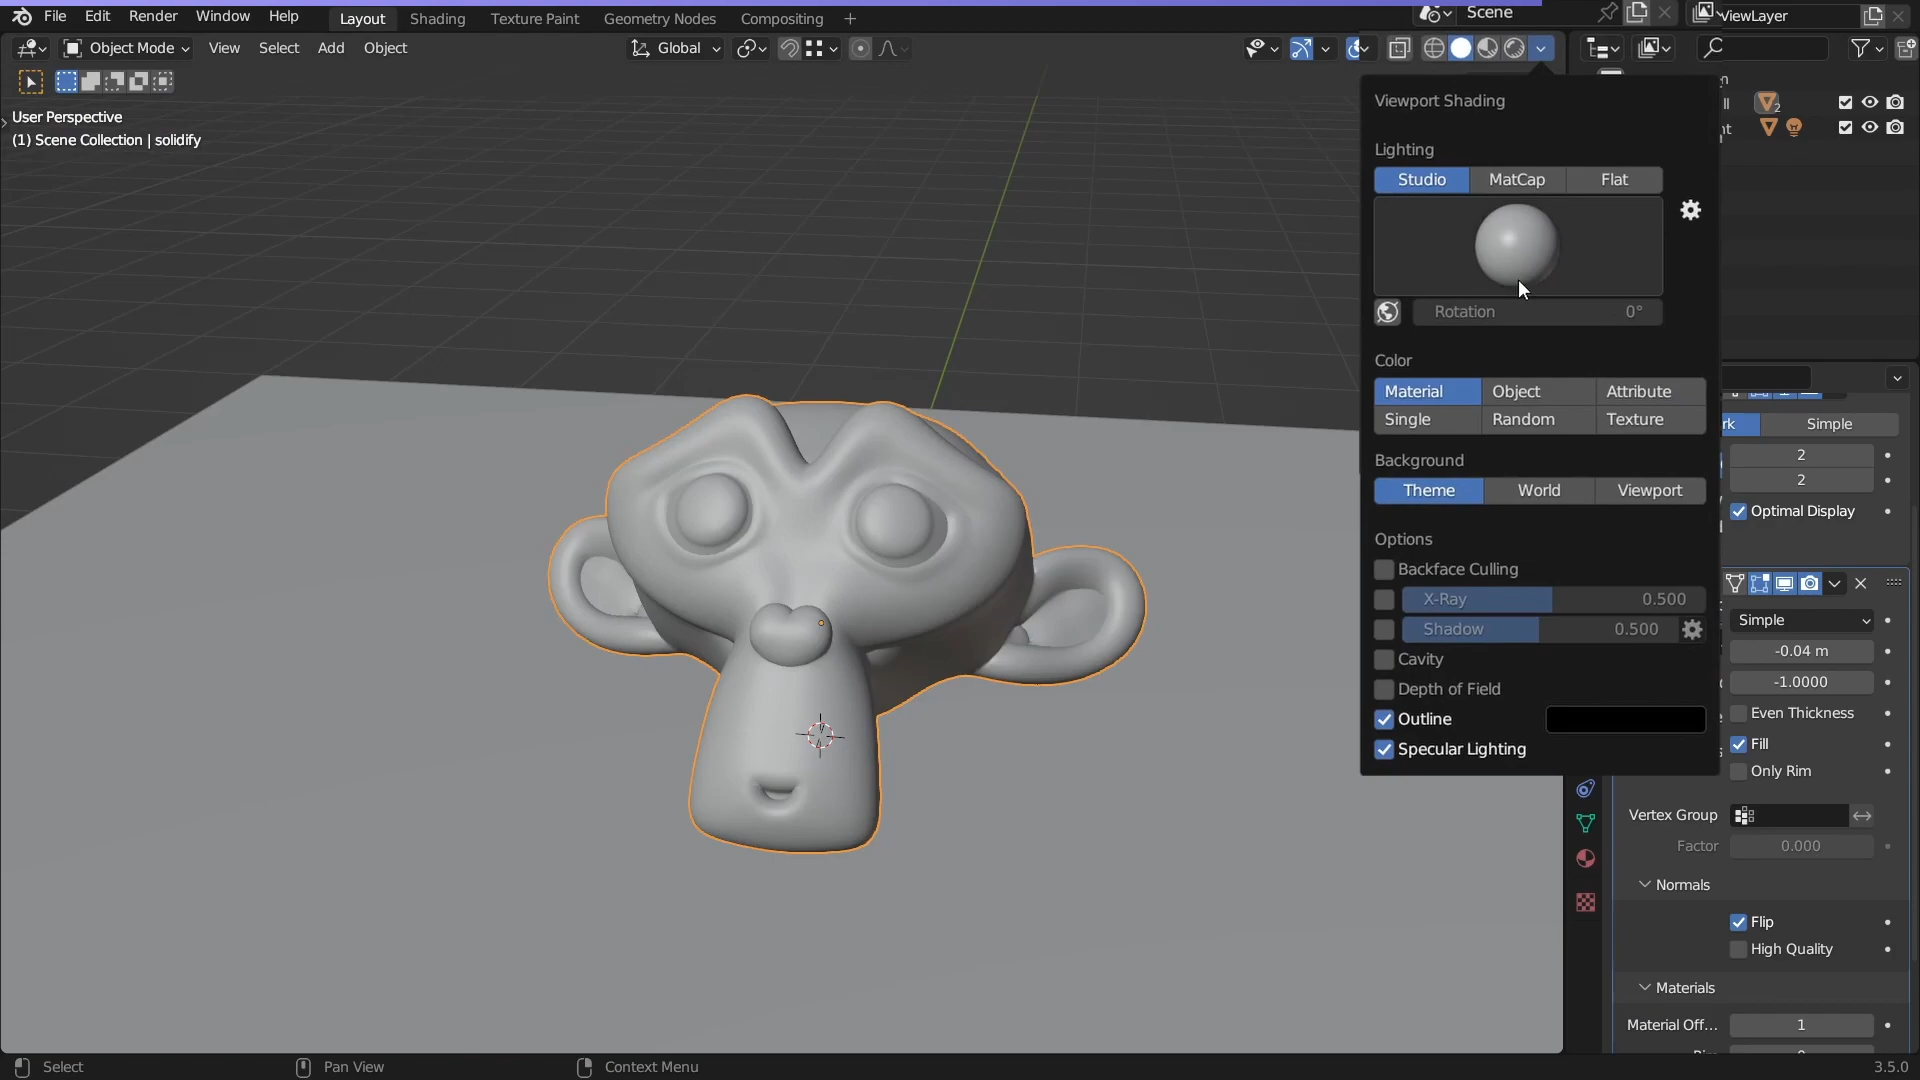 File Edit Render Window Help Layout Shading Texture Paint Geometry Nodes Compositing + Scene ViewLayer
Object Mode View Select Add Object Global
User Perspective
(1) Scene Collection | solidify
Viewport Shading
Lighting
Studio MatCap Flat
Rotation 0°
Color
Material Object Attribute
Single Random Texture
Background
Theme World Viewport
Options
Backface Culling
X-Ray 0.500
Shadow 0.500
Cavity
Depth of Field
Outline
Specular Lighting
n
ll 2
nt
rk Simple
2
2
Optimal Display
Simple
-0.04 m
-1.0000
Even Thickness
Fill
Only Rim
Vertex Group
Factor 0.000
Normals
Flip
High Quality
Materials
Material Off... 1
Select Pan View Context Menu 3.5.0